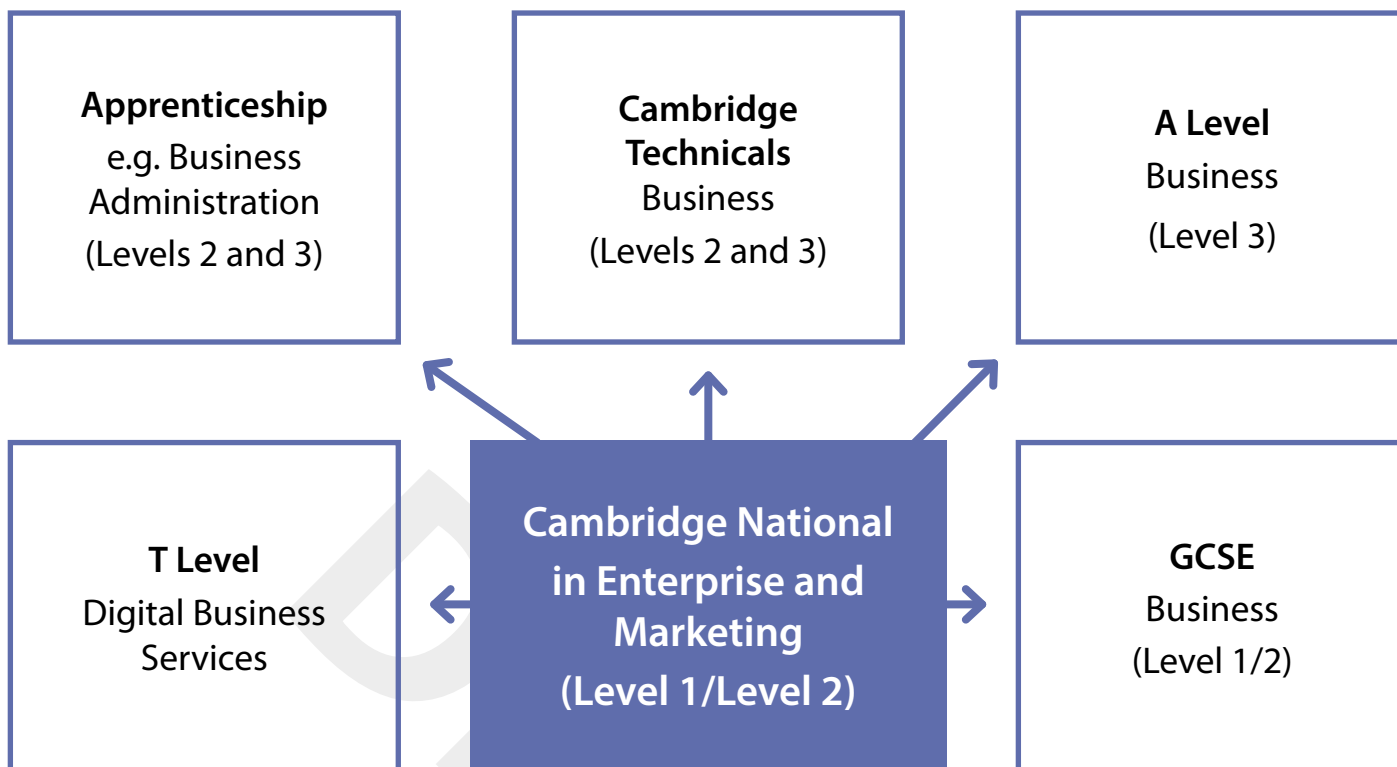 Apprenticeship
e.g. Business
Administration
(Levels 2 and 3)
Cambridge
Technicals
Business
(Levels 2 and 3)
A Level
Business
(Level 3)
T Level
Digital Business
Services
Cambridge National
in Enterprise and
Marketing
(Level 1/Level 2)
GCSE
Business
(Level 1/2)